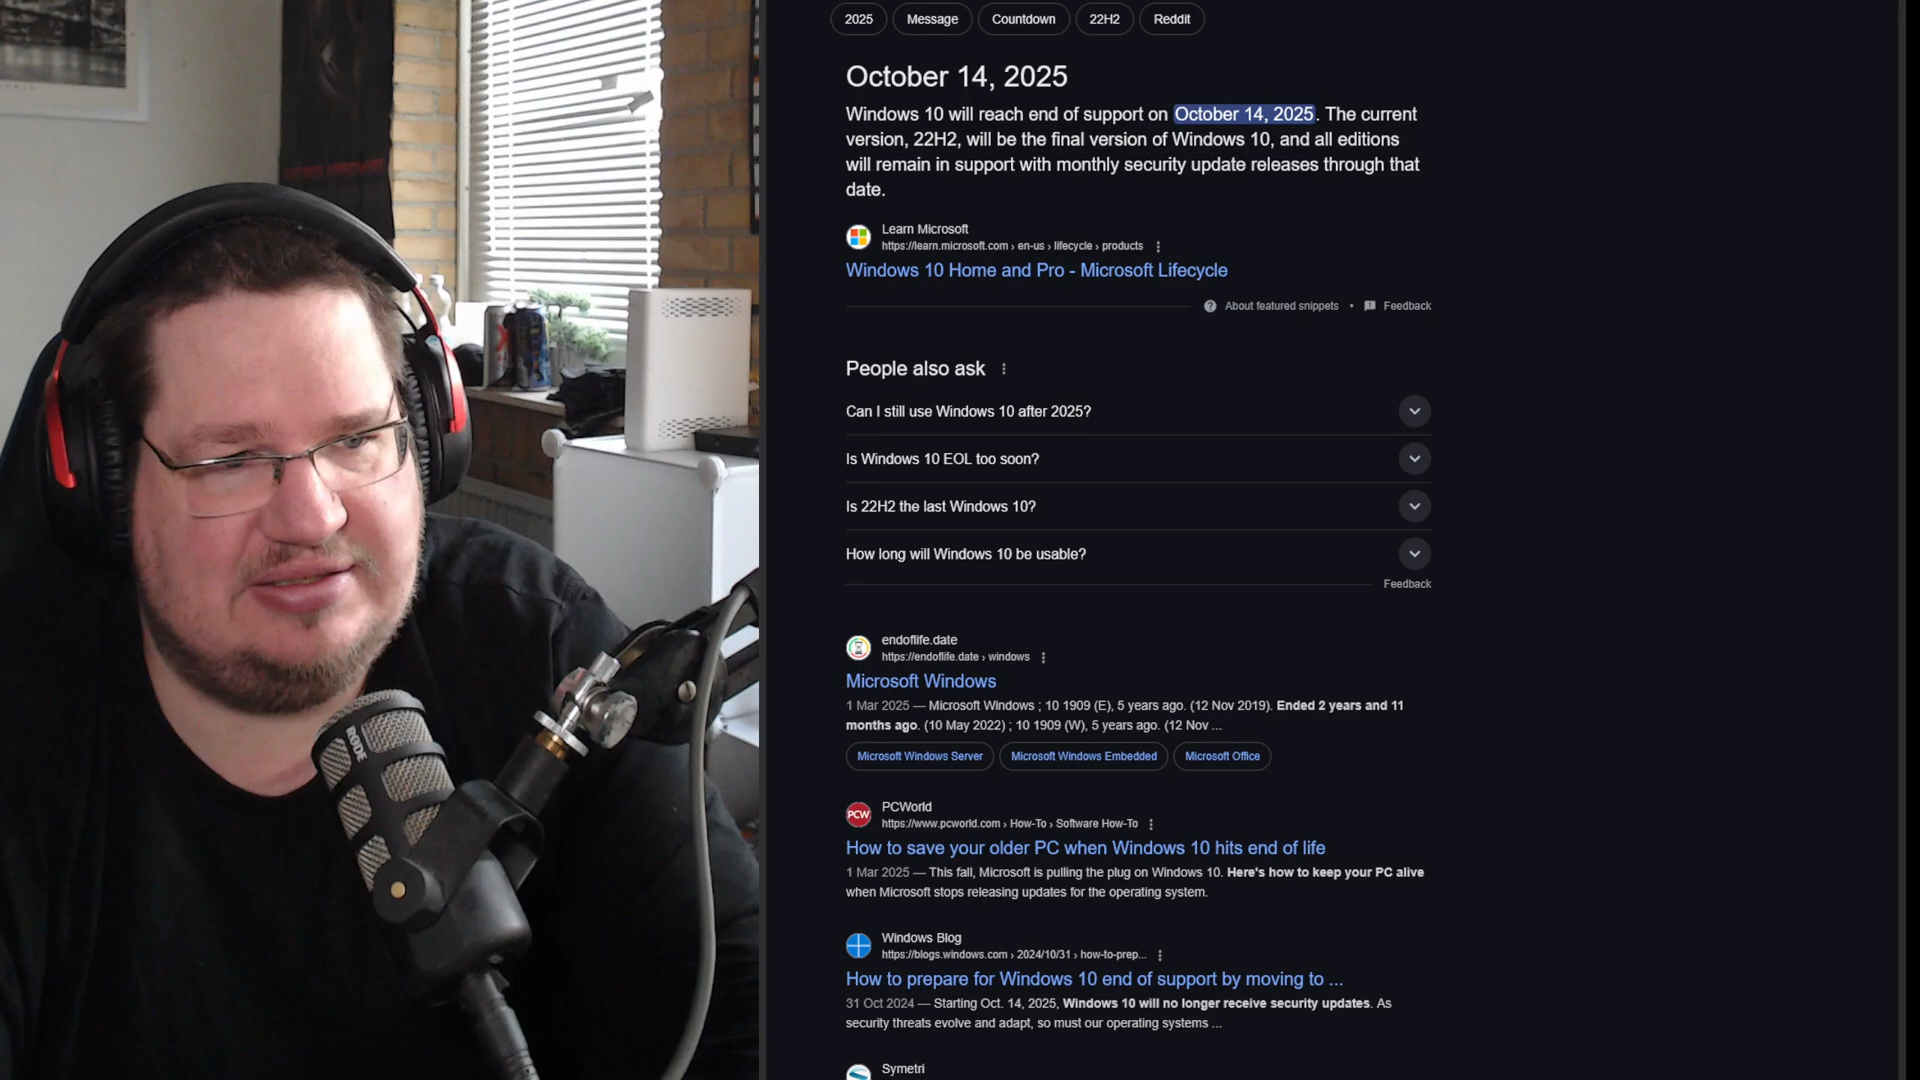 2025 Message Countdown 22H2 Reddit
October 14, 2025
Windows 10 will reach end of support on October 14, 2025. The current
version, 22H2, will be the final version of Windows 10, and all editions
will remain in support with monthly security update releases through that
date.
Learn Microsoft
https://learn.microsoft.com › en-us › lifecycle › products
Windows 10 Home and Pro - Microsoft Lifecycle
About featured snippets • Feedback
People also ask
Can I still use Windows 10 after 2025?
Is Windows 10 EOL too soon?
Is 22H2 the last Windows 10?
How long will Windows 10 be usable?
Feedback
endoflife.date
https://endoflife.date › windows
Microsoft Windows
1 Mar 2025 — Microsoft Windows ; 10 1909 (E), 5 years ago. (12 Nov 2019). Ended 2 years and 11
months ago. (10 May 2022) ; 10 1909 (W), 5 years ago. (12 Nov ...
Microsoft Windows Server Microsoft Windows Embedded Microsoft Office
PCW
PCWorld
https://www.pcworld.com › How-To › Software How-To
How to save your older PC when Windows 10 hits end of life
1 Mar 2025 — This fall, Microsoft is pulling the plug on Windows 10. Here's how to keep your PC alive
when Microsoft stops releasing updates for the operating system.
Windows Blog
https://blogs.windows.com › 2024/10/31 › how-to-prep...
How to prepare for Windows 10 end of support by moving to ...
31 Oct 2024 — Starting Oct. 14, 2025, Windows 10 will no longer receive security updates. As
security threats evolve and adapt, so must our operating systems ...
Symetri
RØDE